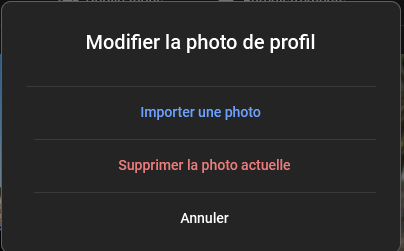 Modifier la photo de profil
Importer une photo
Supprimer la photo actuelle
Annuler